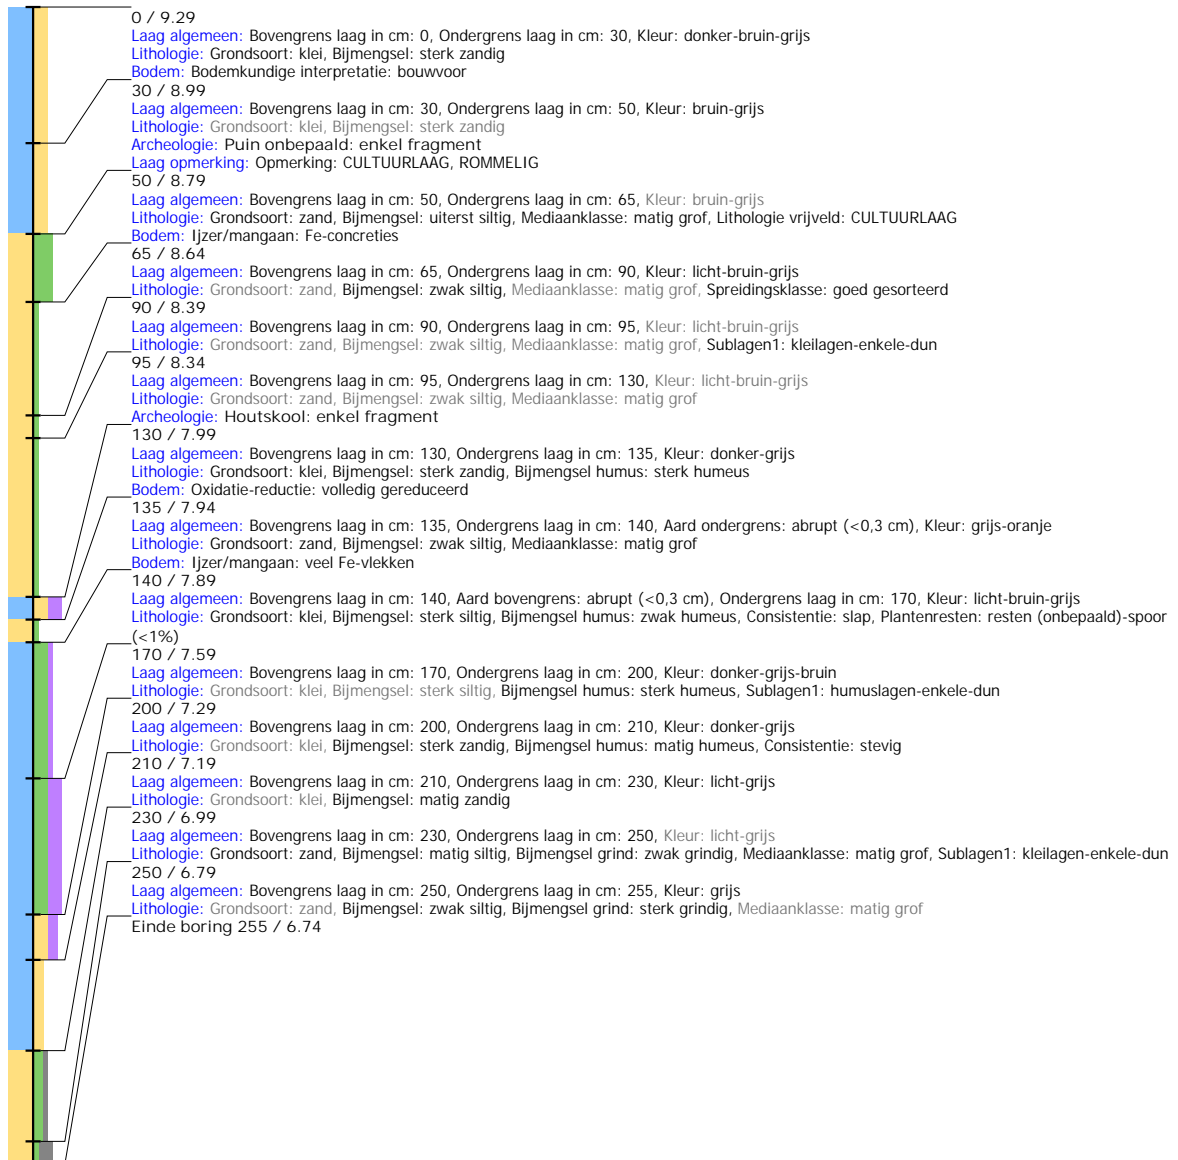 0 / 9.29
Laag algemeen: Bovengrens laag in cm: 0, Ondergrens laag in cm: 30, Kleur: donker-bruin-grijs
Lithologie: Grondsoort: klei, Bijmengsel: sterk zandig
Bodem: Bodemkundige interpretatie: bouwvoor
30 / 8.99
Laag algemeen: Bovengrens laag in cm: 30, Ondergrens laag in cm: 50, Kleur: bruin-grijs
Lithologie: Grondsoort: klei, Bijmengsel: sterk zandig
Archeologie: Puin onbepaald: enkel fragment
Laag opmerking: Opmerking: CULTUURLAAG, ROMMELIG
50 / 8.79
Laag algemeen: Bovengrens laag in cm: 50, Ondergrens laag in cm: 65, Kleur: bruin-grijs
Lithologie: Grondsoort: zand, Bijmengsel: uiterst siltig, Mediaanklasse: matig grof, Lithologie vrijveld: CULTUURLAAG
Bodem: Ijzer/mangaan: Fe-concreties
65 / 8.64
Laag algemeen: Bovengrens laag in cm: 65, Ondergrens laag in cm: 90, Kleur: licht-bruin-grijs
Lithologie: Grondsoort: zand, Bijmengsel: zwak siltig, Mediaanklasse: matig grof, Spreidingsklasse: goed gesorteerd
90 / 8.39
Laag algemeen: Bovengrens laag in cm: 90, Ondergrens laag in cm: 95, Kleur: licht-bruin-grijs
Lithologie: Grondsoort: zand, Bijmengsel: zwak siltig, Mediaanklasse: matig grof, Sublagen1: kleilagen-enkele-dun
95 / 8.34
Laag algemeen: Bovengrens laag in cm: 95, Ondergrens laag in cm: 130, Kleur: licht-bruin-grijs
Lithologie: Grondsoort: zand, Bijmengsel: zwak siltig, Mediaanklasse: matig grof
Archeologie: Houtskool: enkel fragment
130 / 7.99
Laag algemeen: Bovengrens laag in cm: 130, Ondergrens laag in cm: 135, Kleur: donker-grijs
Lithologie: Grondsoort: klei, Bijmengsel: sterk zandig, Bijmengsel humus: sterk humeus
Bodem: Oxidatie-reductie: volledig gereduceerd
135 / 7.94
Laag algemeen: Bovengrens laag in cm: 135, Ondergrens laag in cm: 140, Aard ondergrens: abrupt (<0,3 cm), Kleur: grijs-oranje
Lithologie: Grondsoort: zand, Bijmengsel: zwak siltig, Mediaanklasse: matig grof
Bodem: Ijzer/mangaan: veel Fe-vlekken
140 / 7.89
Laag algemeen: Bovengrens laag in cm: 140, Aard bovengrens: abrupt (<0,3 cm), Ondergrens laag in cm: 170, Kleur: licht-bruin-grijs
Lithologie: Grondsoort: klei, Bijmengsel: sterk siltig, Bijmengsel humus: zwak humeus, Consistentie: slap, Plantenresten: resten (onbepaald)-spoor
(<1%)
170 / 7.59
Laag algemeen: Bovengrens laag in cm: 170, Ondergrens laag in cm: 200, Kleur: donker-grijs-bruin
Lithologie: Grondsoort: klei, Bijmengsel: sterk siltig, Bijmengsel humus: sterk humeus, Sublagen1: humuslagen-enkele-dun
200 / 7.29
Laag algemeen: Bovengrens laag in cm: 200, Ondergrens laag in cm: 210, Kleur: donker-grijs
Lithologie: Grondsoort: klei, Bijmengsel: sterk zandig, Bijmengsel humus: matig humeus, Consistentie: stevig
210 / 7.19
Laag algemeen: Bovengrens laag in cm: 210, Ondergrens laag in cm: 230, Kleur: licht-grijs
Lithologie: Grondsoort: klei, Bijmengsel: matig zandig
230 / 6.99
Laag algemeen: Bovengrens laag in cm: 230, Ondergrens laag in cm: 250, Kleur: licht-grijs
Lithologie: Grondsoort: zand, Bijmengsel: matig siltig, Bijmengsel grind: zwak grindig, Mediaanklasse: matig grof, Sublagen1: kleilagen-enkele-dun
250 / 6.79
Laag algemeen: Bovengrens laag in cm: 250, Ondergrens laag in cm: 255, Kleur: grijs
Lithologie: Grondsoort: zand, Bijmengsel: zwak siltig, Bijmengsel grind: sterk grindig, Mediaanklasse: matig grof
Einde boring 255 / 6.74